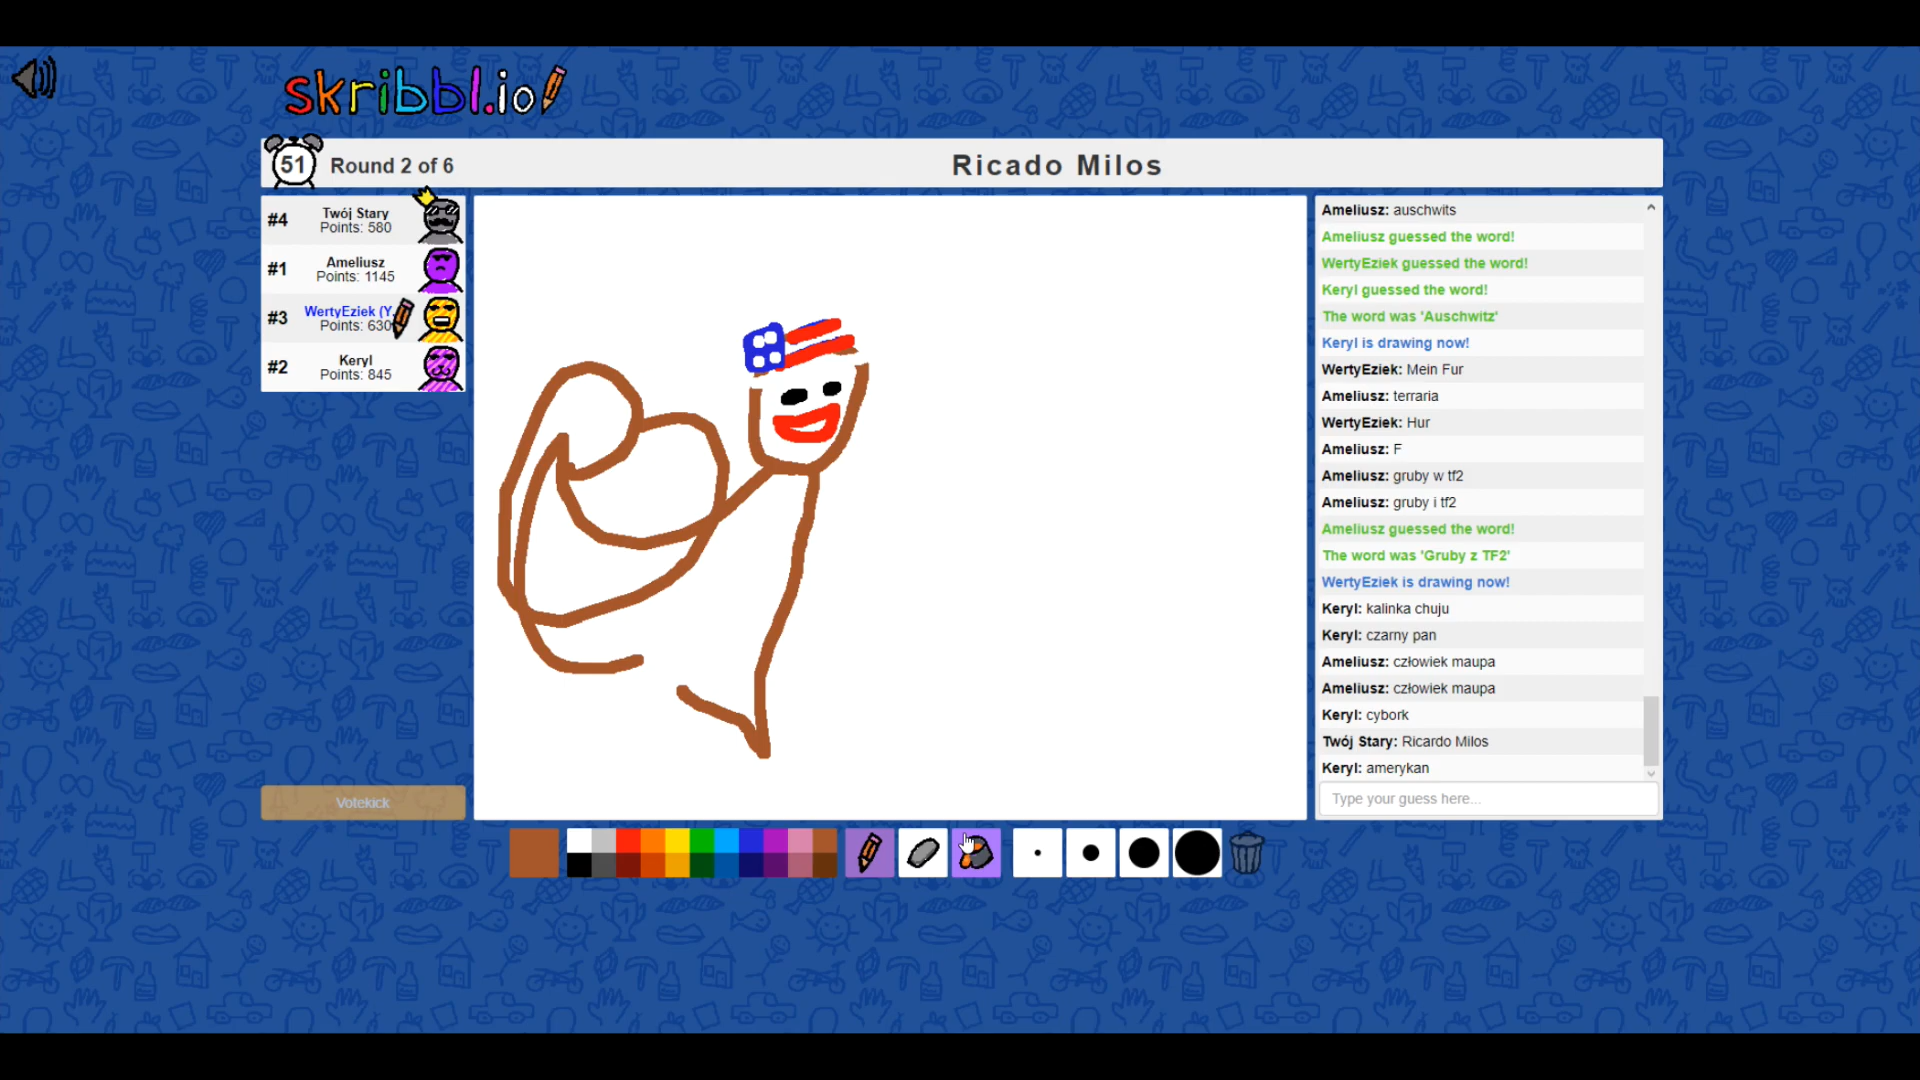 skribbl.io
51
Round 2 of 6
Ricado Milos
#4
Twój Stary
Points: 580
#1
Ameliusz
Points: 1145
#3
WertyEziek (Y
Points: 630
#2
Keryl
Points: 845
Votekick
Ameliusz: auschwits
Ameliusz guessed the word!
WertyEziek guessed the word!
Keryl guessed the word!
The word was 'Auschwitz'
Keryl is drawing now!
WertyEziek: Mein Fur
Ameliusz: terraria
WertyEziek: Hur
Ameliusz: F
Ameliusz: gruby w tf2
Ameliusz: gruby i tf2
Ameliusz guessed the word!
The word was 'Gruby z TF2'
WertyEziek is drawing now!
Keryl: kalinka chuju
Keryl: czarny pan
Ameliusz: człowiek maupa
Ameliusz: człowiek maupa
Keryl: cybork
Twój Stary: Ricardo Milos
Keryl: amerykan
Type your guess here...